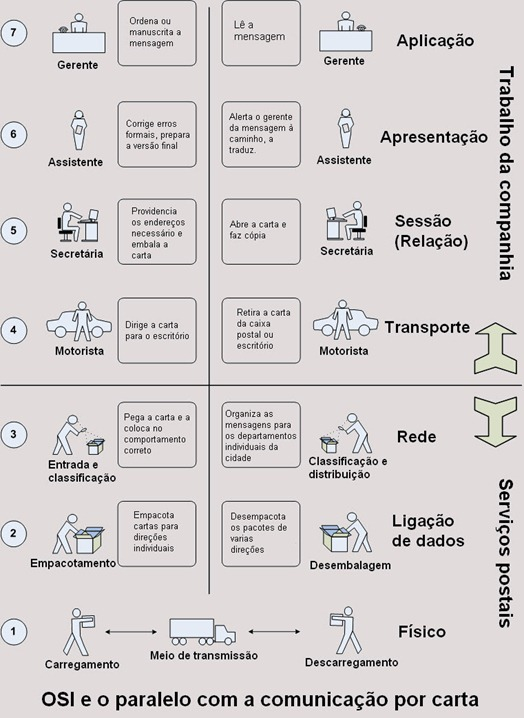 7
Gerente
Ordena ou
manuscrita a
mensagem
Lê a
mensagem
Gerente
Aplicação
6
Assistente
Corrige erros
formais, prepara
a versão final
Alerta o gerente
da mensagem à
caminho, a
traduz.
Assistente
Apresentação
5
Secretária
Providencia
os endereços
necessário e
embala a
carta
Abre a carta e
faz cópia
Secretária
Sessão
(Relação)
4
Motorista
Dirige a carta
para o escritório
Retira a carta
da caixa
postal ou
escritório
Motorista
Transporte
Trabalho da companhia
3
Entrada e
classificação
Pega a carta e a
coloca no
comportamento
correto
Organiza as
mensagens para
os departamentos
individuais da
cidade
Classificação e
distribuição
Rede
2
Empacotamento
Empacota
cartas para
direções
individuais
Desempacota
os pacotes de
varias
direções
Desembalagem
Ligação
de dados
1
Carregamento
Meio de transmissão
Descarregamento
Físico
Serviços postais
OSI e o paralelo com a comunicação por carta